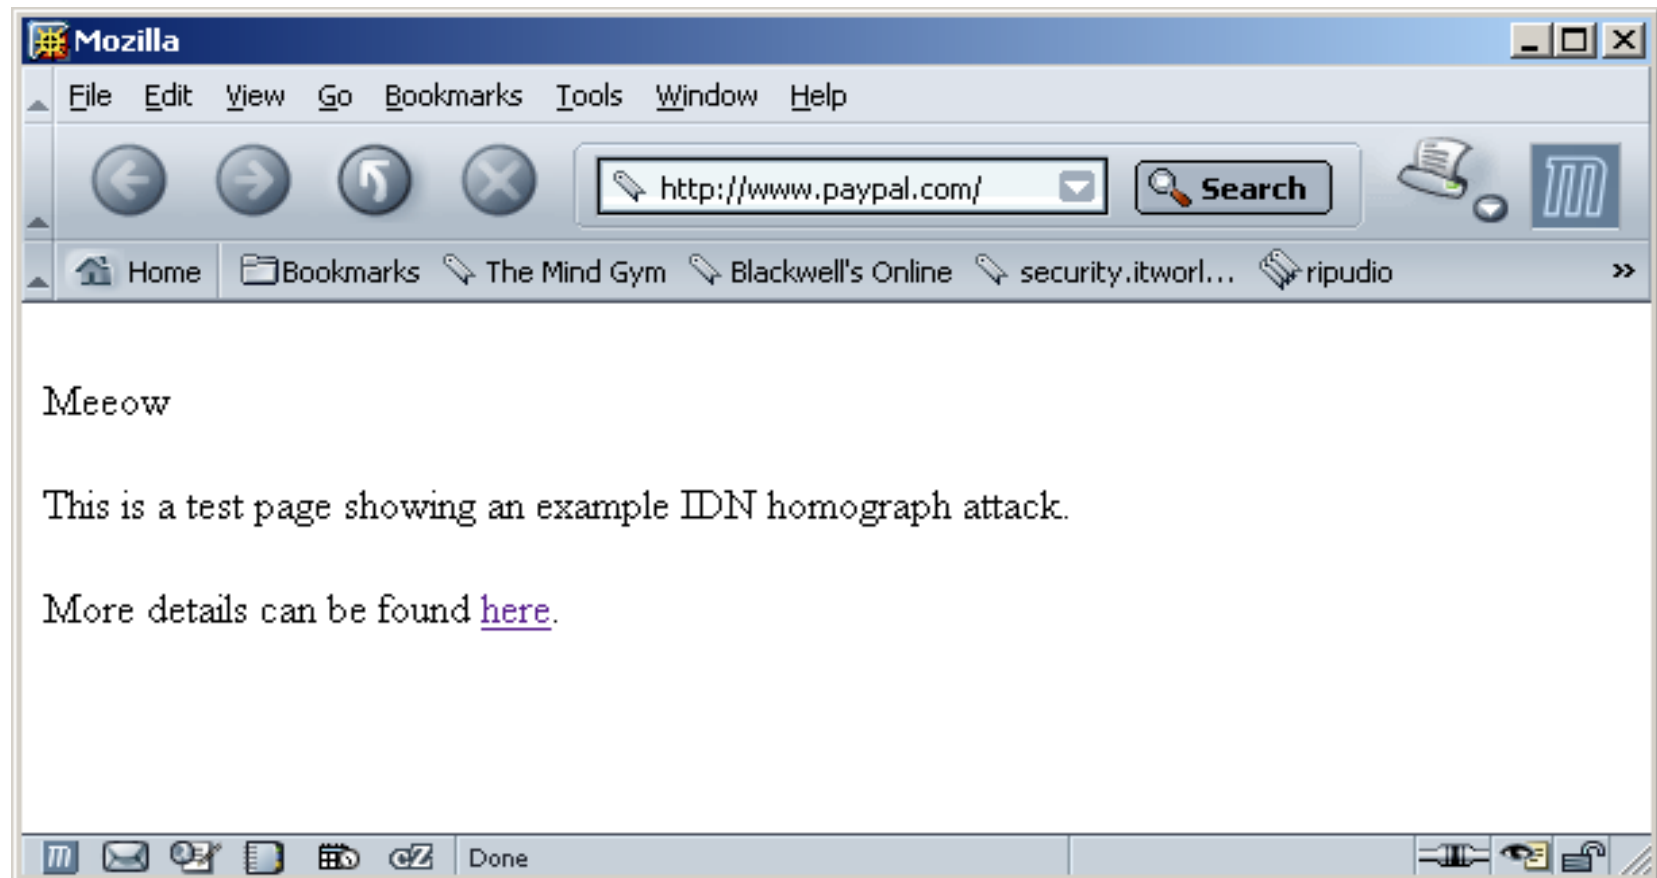 Mozilla
File Edit View Go Bookmarks Tools Window Help
http://www.paypal.com/ Search
Home Bookmarks The Mind Gym Blackwell's Online security.itworl... ripudio »
Meeow
This is a test page showing an example IDN homograph attack.
More details can be found here.
cZ Done